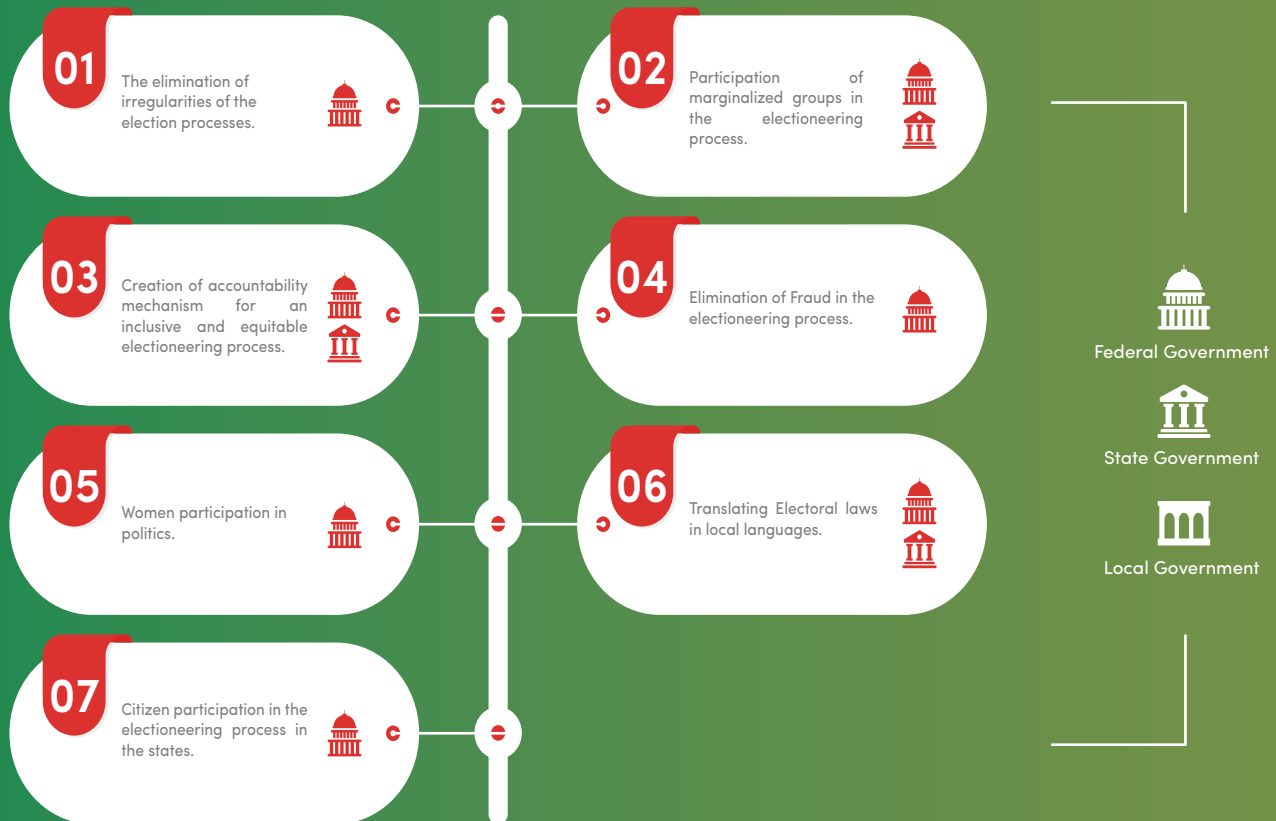 01
The elimination of
irregularities of the
election processes.
02
Participation of
marginalized groups in
the electioneering
process.
03
Creation of accountability
mechanism for an
inclusive and equitable
electioneering process.
04
Elimination of Fraud in the
electioneering process.
05
Women participation in
politics.
06
Translating Electoral laws
in local languages.
07
Citizen participation in the
electioneering process in
the states.
Federal Government
State Government
Local Government